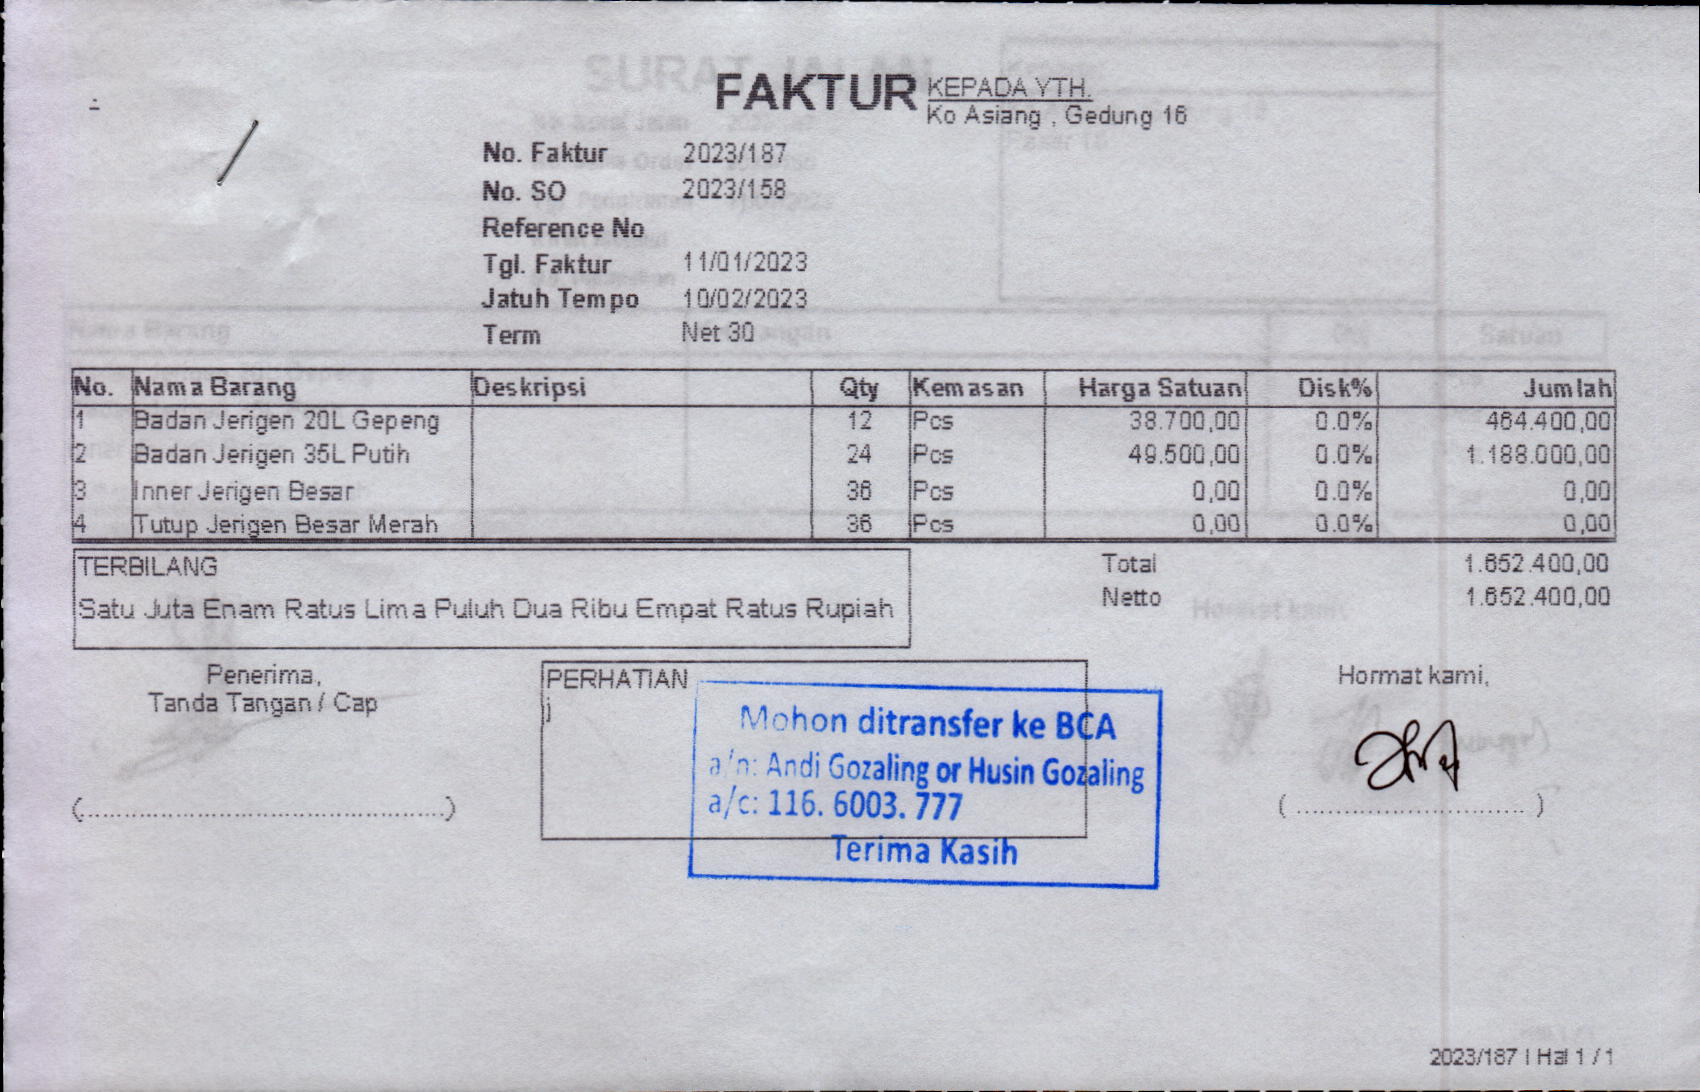 FAKTUR
KEPADA YTH.
Ko Asiang , Gedung 16
No. Faktur 2023/187
No. SO 2023/158
Reference No
Tgl. Faktur 11/01/2023
Jatuh Tempo 10/02/2023
Term Net 30
No. Nama Barang Deskripsi Qty Kemasan Harga Satuan Disk% Jumlah
1 Badan Jerigen 20L Gepeng 12 Pcs 38.700,00 0.0% 464.400,00
2 Badan Jerigen 35L Putih 24 Pcs 49.500,00 0.0% 1.188.000,00
3 Inner Jerigen Besar 36 Pcs 0,00 0.0% 0,00
4 Tutup Jerigen Besar Merah 36 Pcs 0,00 0.0% 0,00
TERBILANG
Satu Juta Enam Ratus Lima Puluh Dua Ribu Empat Ratus Rupiah
Total 1.652.400,00
Netto 1.652.400,00
Penerima,
Tanda Tangan / Cap
(............................................)
PERHATIAN
j
Mohon ditransfer ke BCA
a/n: Andi Gozaling or Husin Gozaling
a/c: 116. 6003. 777
Terima Kasih
Hormat kami,
( ............................ )
2023/187 | Hal 1 / 1